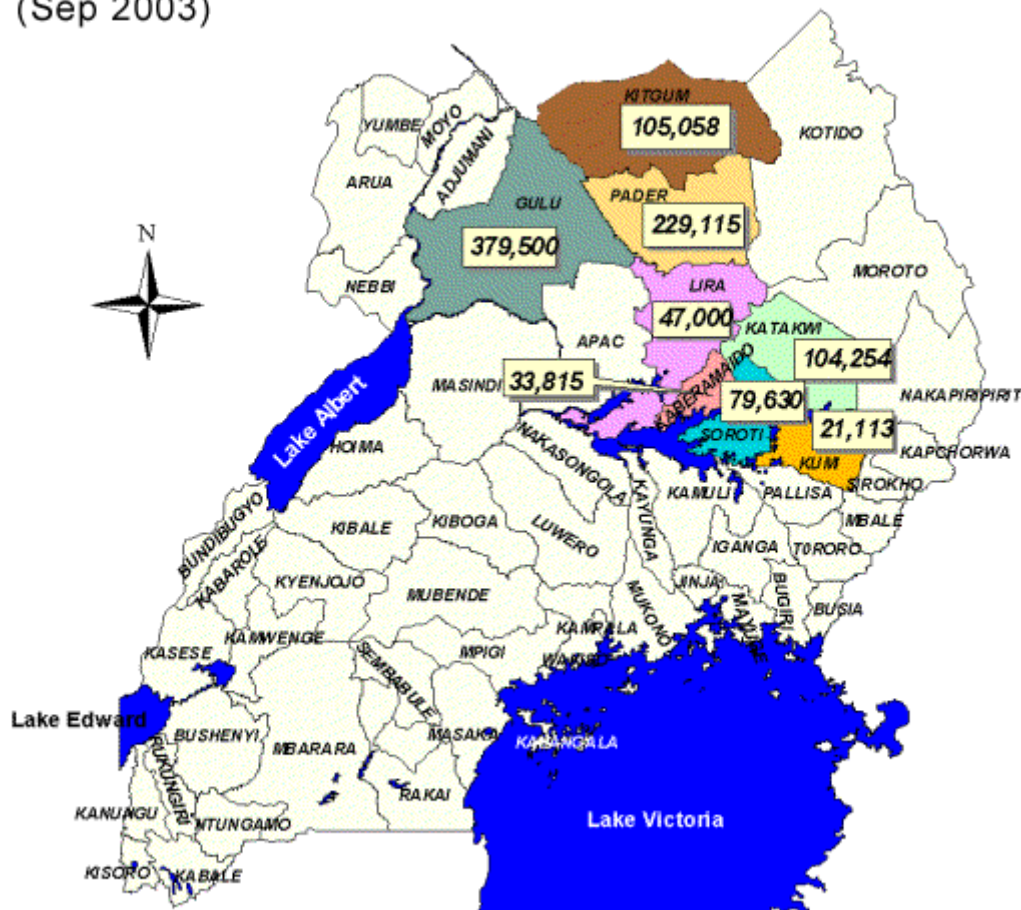 (Sep 2003)
KITGUM
105,058
KOTIDO
YUMBE
MOYO
ADJUMANI
ARUA
GULU
379,500
PADER
229,115
N
NEBBI
MOROTO
LIRA
47,000
APAC
KATAKWI
104,254
MASINDI
33,815
KABERAMAIDO
79,630
NAKAPIRIPIRIT
21,113
Lake Albert
SOROTI
KUMI
KAPCHORWA
HOIMA
NAKASONGOLA
KAYUNGA
KAMULI
PALLISA
SIROKHO
MBALE
BUNDIBUGYO
KIBALE
KIBOGA
LUWERO
IGANGA
TORORO
KABAROLE
KYENJOJO
MUBENDE
MUKONO
JINJA
MAYUGE
BUGIRI
BUSIA
KAMWENGE
KAMPALA
KASESE
SEMBABULE
MPIGI
WAKISO
Lake Edward
BUSHENYI
MBARARA
MASAKA
KALANGALA
RUKUNGIRI
RAKAI
KANUNGU
NTUNGAMO
Lake Victoria
KISORO
KABALE